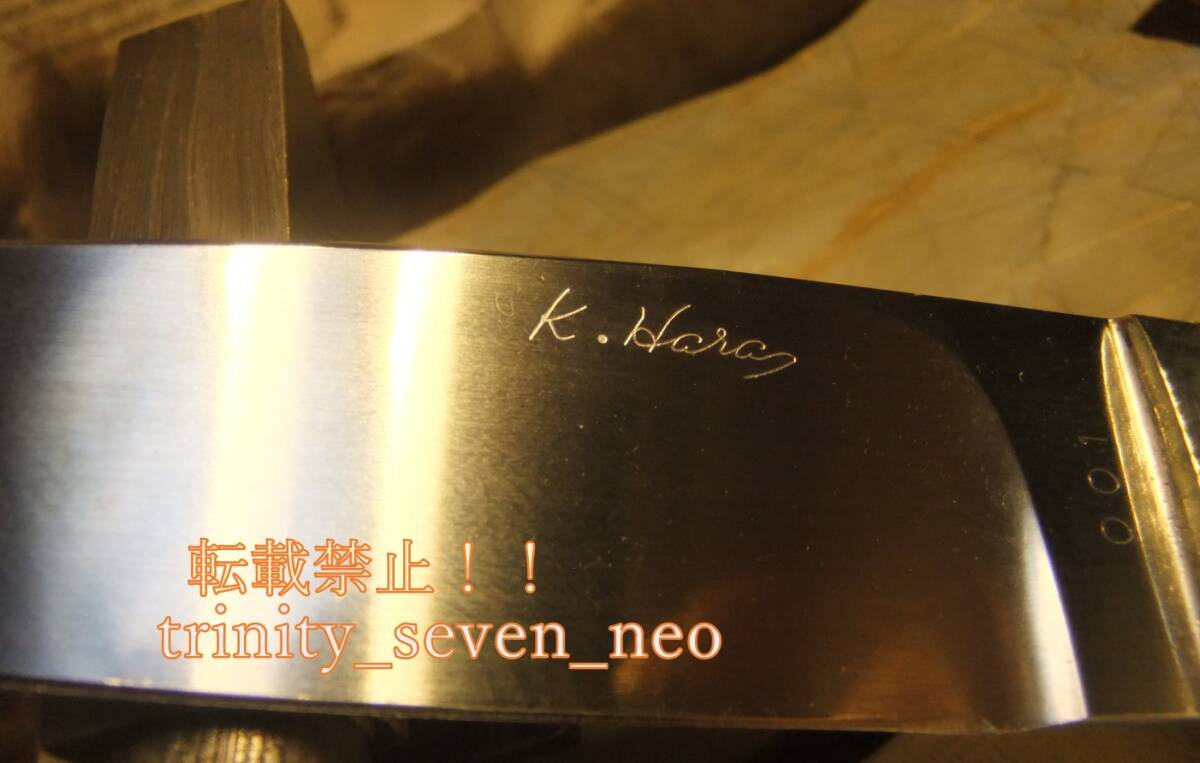 K. Hara
001
転載禁止！！
trinity_seven_neo